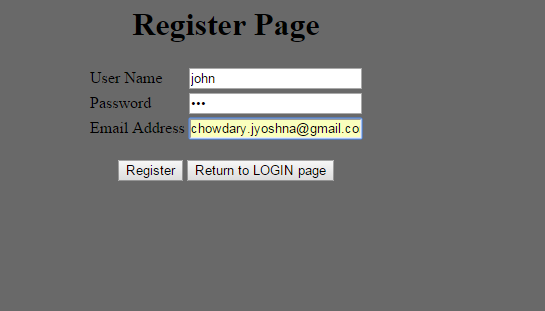 Register Page
User Name john
Password •••
Email Address chowdary.jyoshna@gmail.co
Register Return to LOGIN page